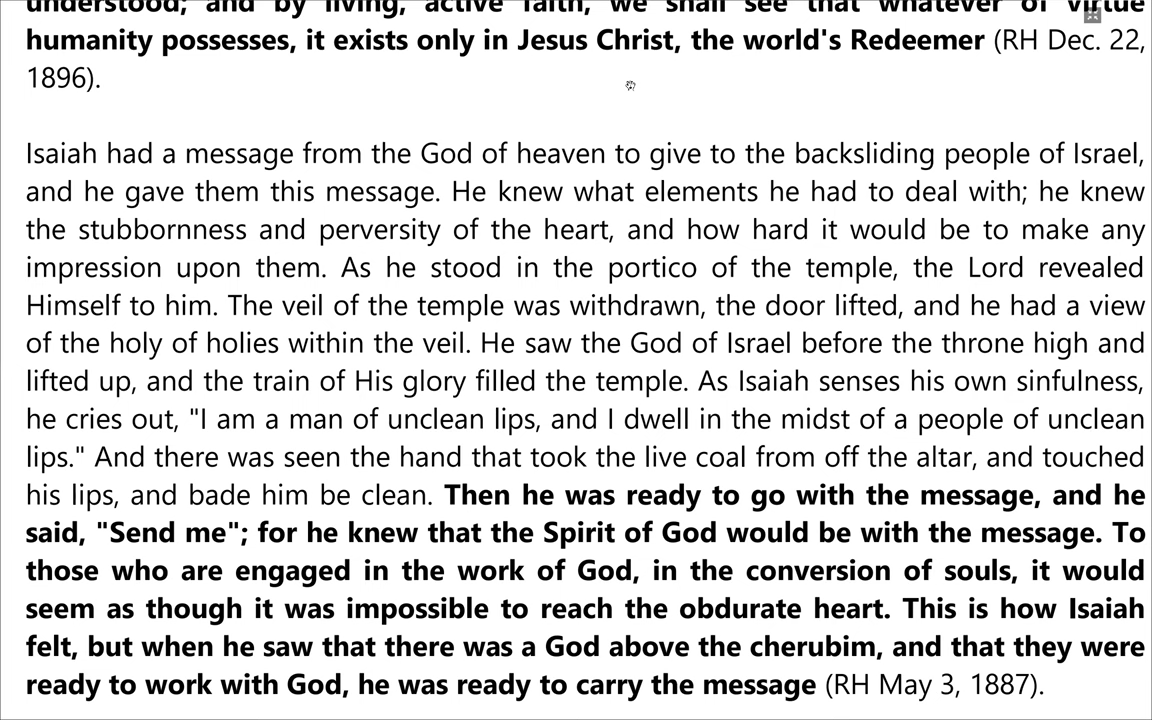 understood; and by living, active faith, we shall see that whatever of virtue
humanity possesses, it exists only in Jesus Christ, the world's Redeemer (RH Dec. 22,
1896).
Isaiah had a message from the God of heaven to give to the backsliding people of Israel,
and he gave them this message. He knew what elements he had to deal with; he knew
the stubbornness and perversity of the heart, and how hard it would be to make any
impression upon them. As he stood in the portico of the temple, the Lord revealed
Himself to him. The veil of the temple was withdrawn, the door lifted, and he had a view
of the holy of holies within the veil. He saw the God of Israel before the throne high and
lifted up, and the train of His glory filled the temple. As Isaiah senses his own sinfulness,
he cries out, "I am a man of unclean lips, and I dwell in the midst of a people of unclean
lips." And there was seen the hand that took the live coal from off the altar, and touched
his lips, and bade him be clean. Then he was ready to go with the message, and he
said, "Send me"; for he knew that the Spirit of God would be with the message. To
those who are engaged in the work of God, in the conversion of souls, it would
seem as though it was impossible to reach the obdurate heart. This is how Isaiah
felt, but when he saw that there was a God above the cherubim, and that they were
ready to work with God, he was ready to carry the message (RH May 3, 1887).